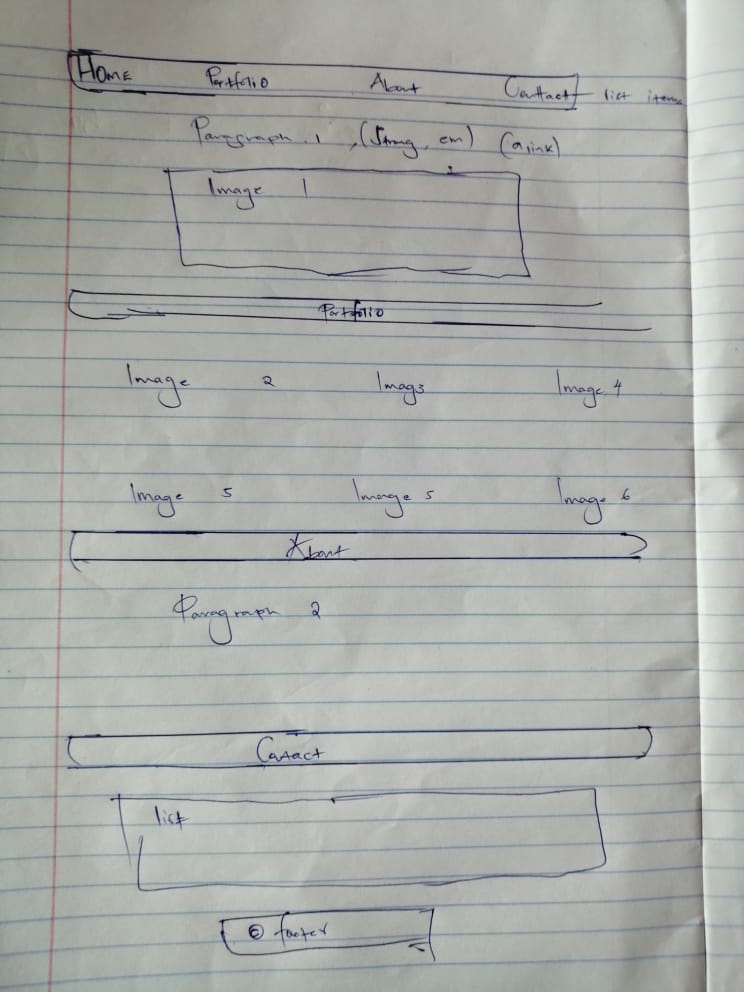 Home Portfolio About Contact list items
Paragraph 1, (Strong, em) (a, link)
Image 1
Portfolio
Image 2 Imag3 Image 4
Image 5 Image 5 Image 6
About
Paragraph 2
Contact
list
© footer